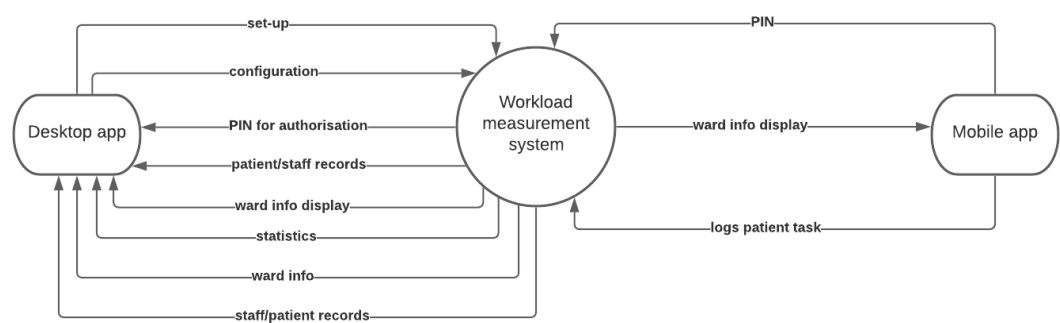 set-up
PIN
configuration
Desktop app
PIN for authorisation
patient/staff records
ward info display
statistics
ward info
staff/patient records
Workload
measurement
system
ward info display
Mobile app
logs patient task